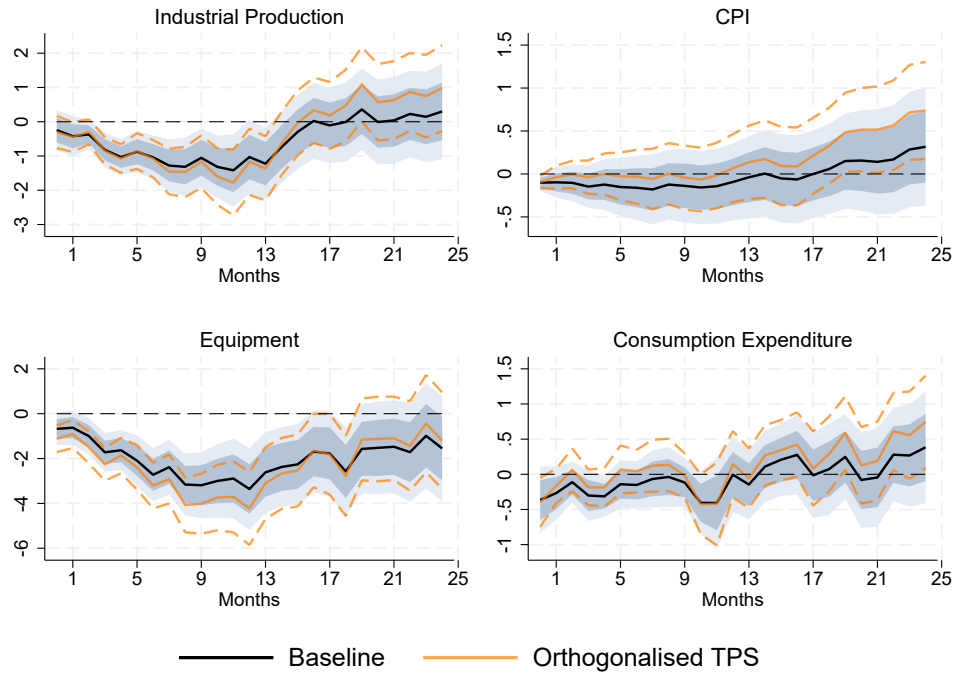 Industrial Production
2
1
0
-1
-2
-3
1 5 9 13 17 21 25
Months
CPI
1.5
1
.5
0
-.5
1 5 9 13 17 21 25
Months
Equipment
2
0
-2
-4
-6
1 5 9 13 17 21 25
Months
Consumption Expenditure
1.5
1
.5
0
-.5
-1
1 5 9 13 17 21 25
Months
Baseline Orthogonalised TPS